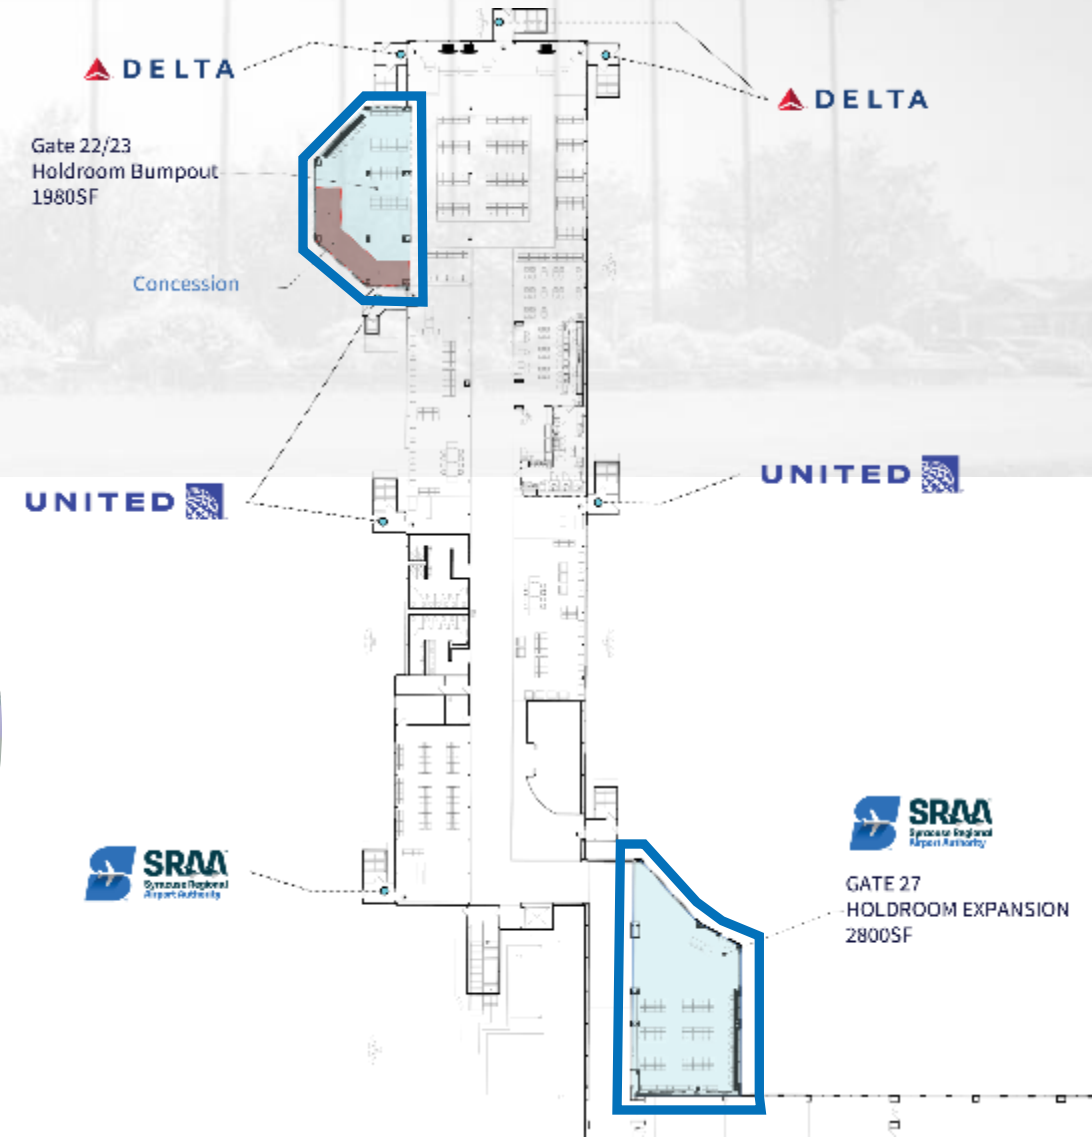 DELTA
DELTA
Gate 22/23
Holdroom Bumpout
1980SF
Concession
UNITED
UNITED
SRAA
Syracuse Regional
Airport Authority
SRAA
Syracuse Regional
Airport Authority
GATE 27
HOLDROOM EXPANSION
2800SF